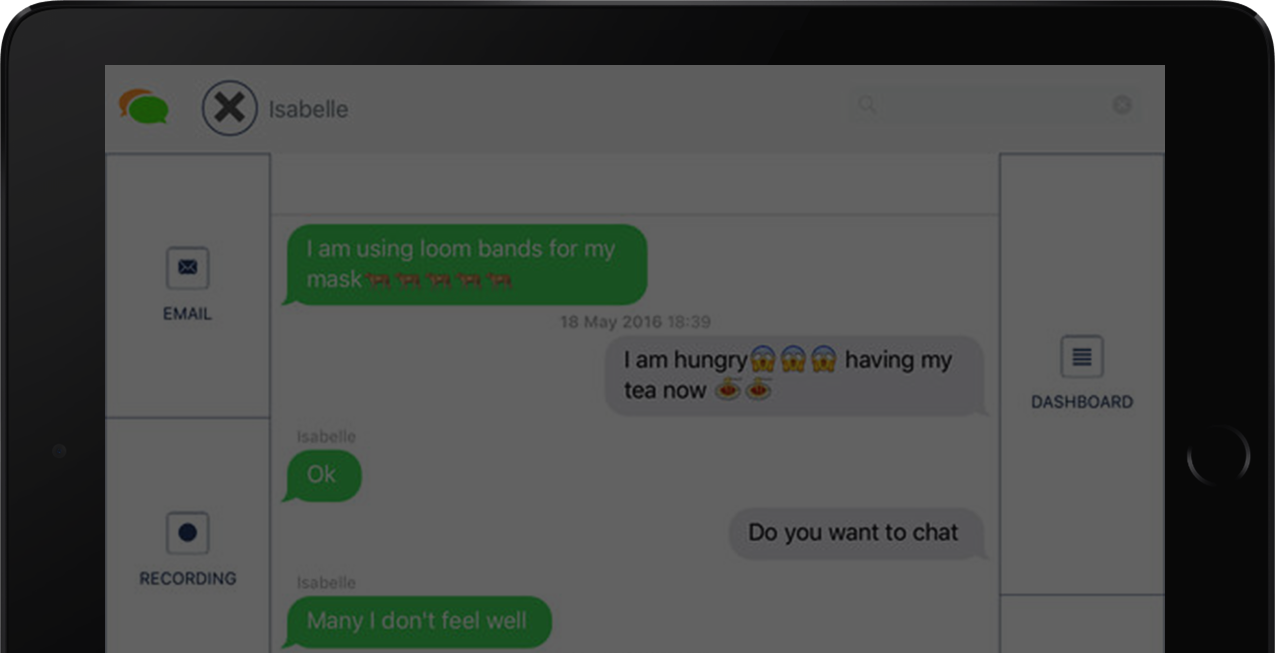 Isabelle
I am using loom bands for my
mask🐅🐅🐅🐅🐅
18 May 2016 18:39
I am hungry😱😱😱 having my
tea now 🍝🍝
EMAIL
Isabelle
Ok
DASHBOARD
Do you want to chat
RECORDING
Isabelle
Many I don't feel well